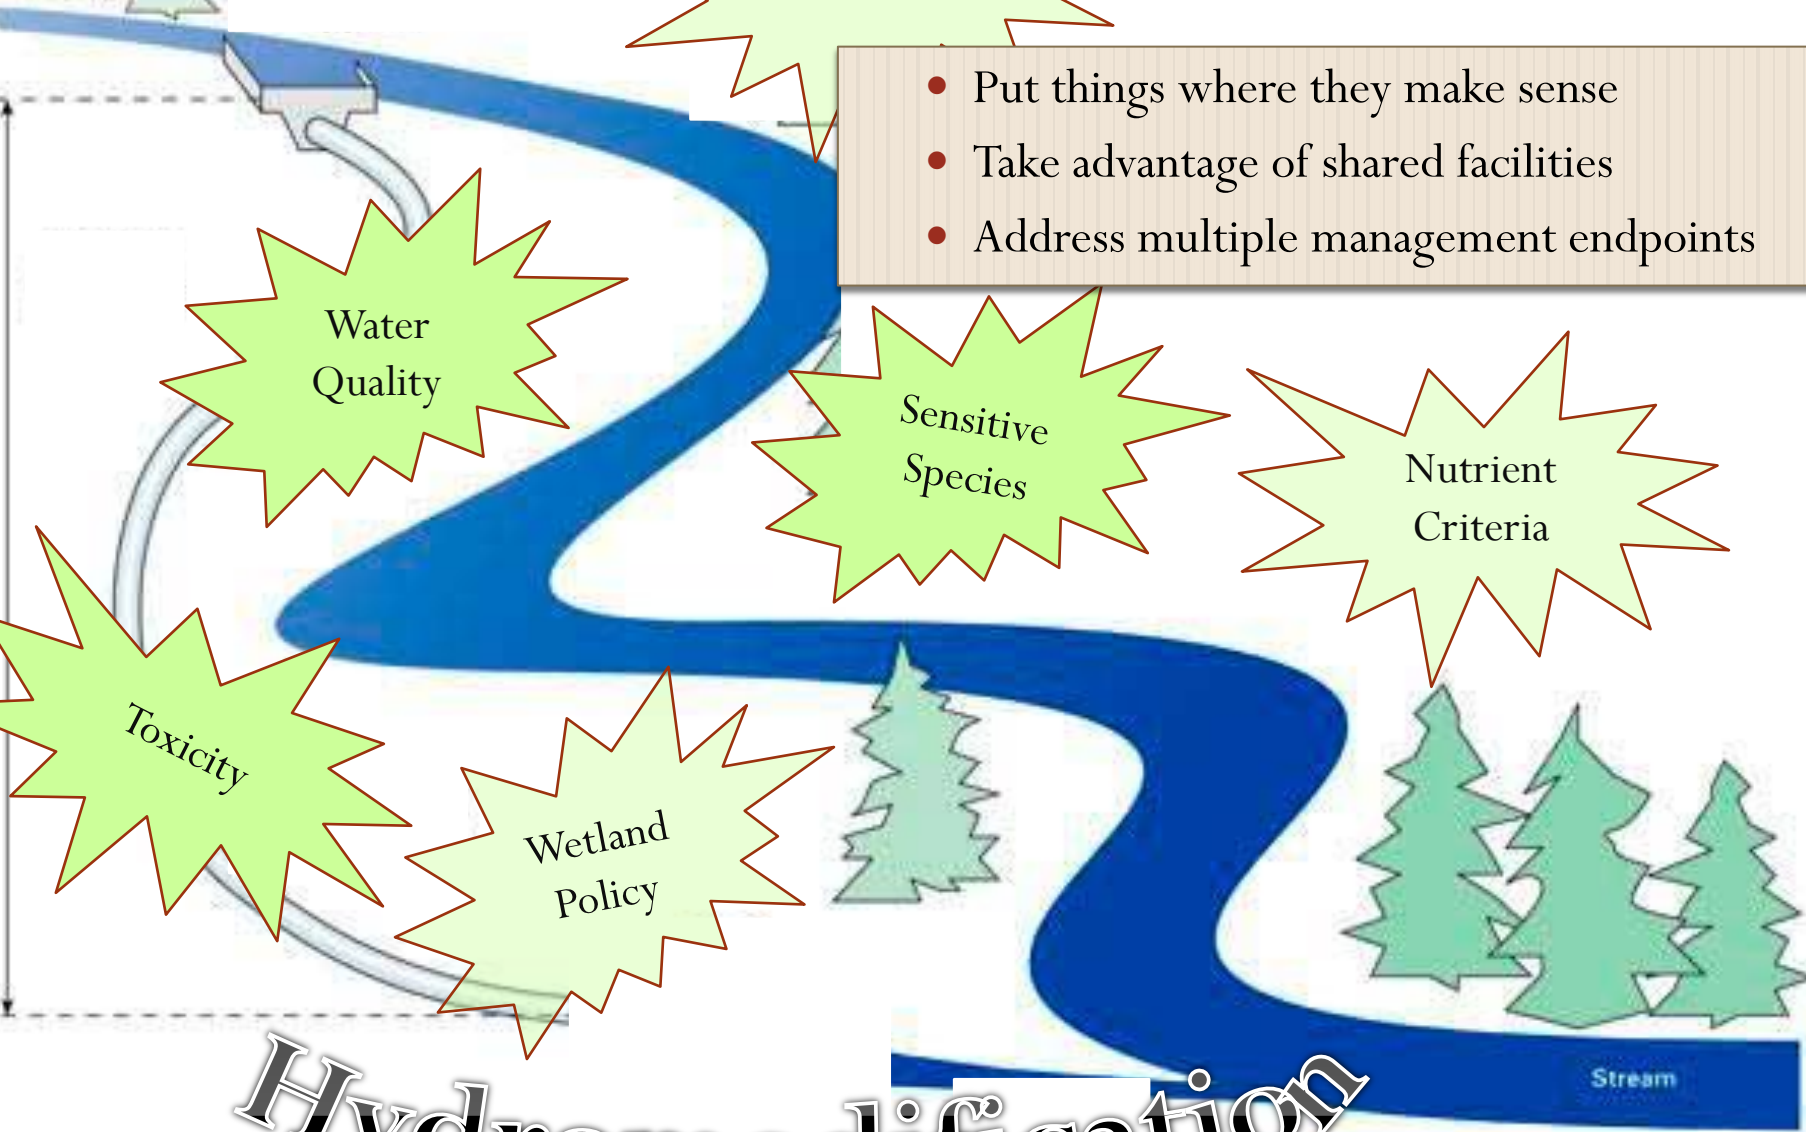 • Put things where they make sense
• Take advantage of shared facilities
• Address multiple management endpoints
Water
Quality
Sensitive
Species
Nutrient
Criteria
Toxicity
Wetland
Policy
Stream
Hydromodification